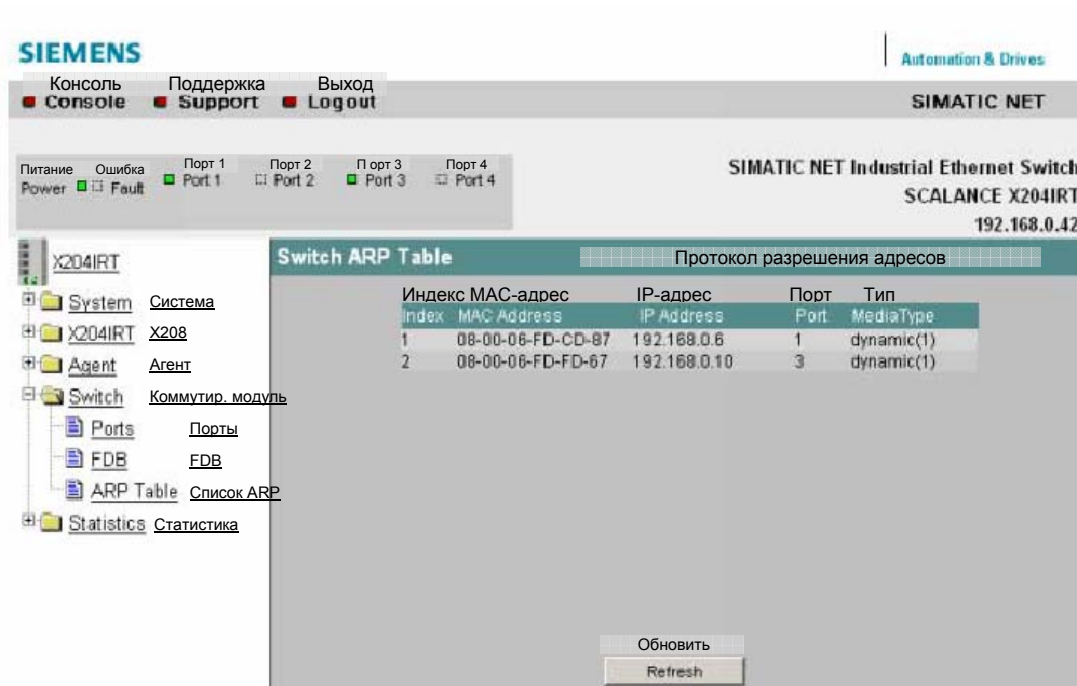 SIEMENS
Automation & Drives
Консоль Поддержка Выход
Console Support Logout
SIMATIC NET
Питание Ошибка Порт 1 Порт 2 П орт 3 Порт 4
Power Fault Port 1 Port 2 Port 3 Port 4
SIMATIC NET Industrial Ethernet Switch
SCALANCE X204IRT
192.168.0.42
X204IRT
Switch ARP Table Протокол разрешения адресов
System Система
X204IRT X208
Agent Агент
Switch Коммутир. модуль
Ports Порты
FDB FDB
ARP Table Список ARP
Statistics Статистика
Индекс MAC-адрес IP-адрес Порт Тип
Index MAC Address IP Address Port MediaType
1 08-00-06-FD-CD-87 192.168.0.6 1 dynamic(1)
2 08-00-06-FD-FD-67 192.168.0.10 3 dynamic(1)
Обновить
Refresh